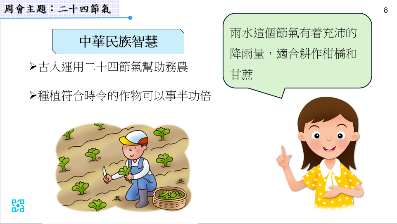 周會主題：二十四節氣
8
中華民族智慧
➢古人運用二十四節氣幫助務農
➢種植符合時令的作物可以事半功倍
雨水這個節氣有着充沛的
降雨量，適合耕作柑橘和
甘蔗